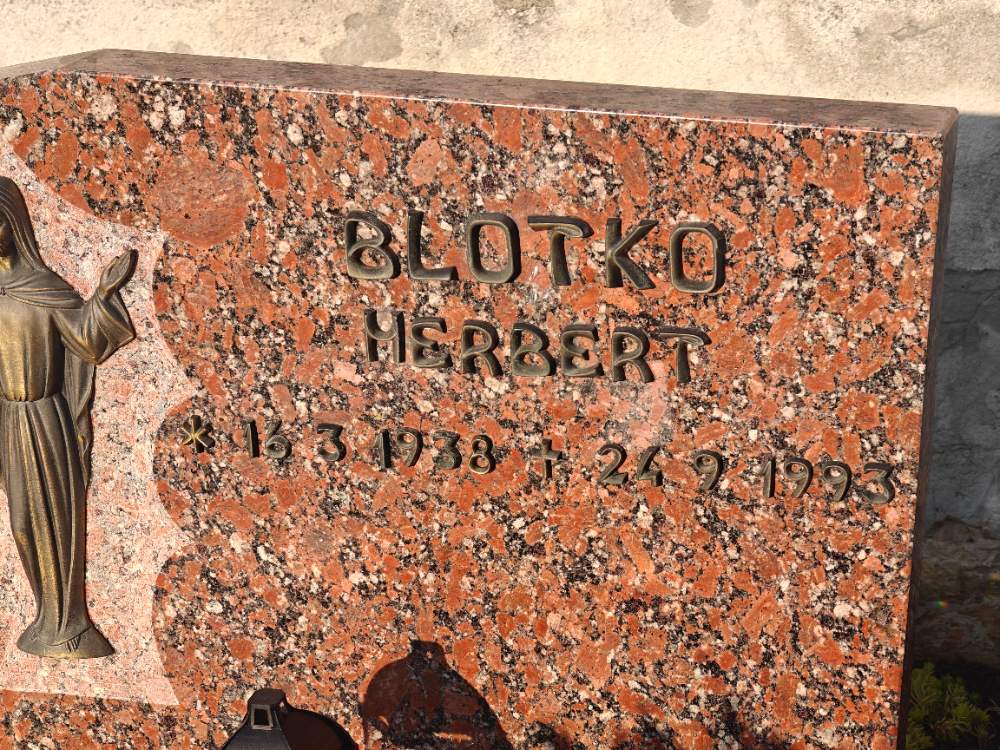 BLOTKO
HERBERT
* 16 3 1938 + 24 9 1993